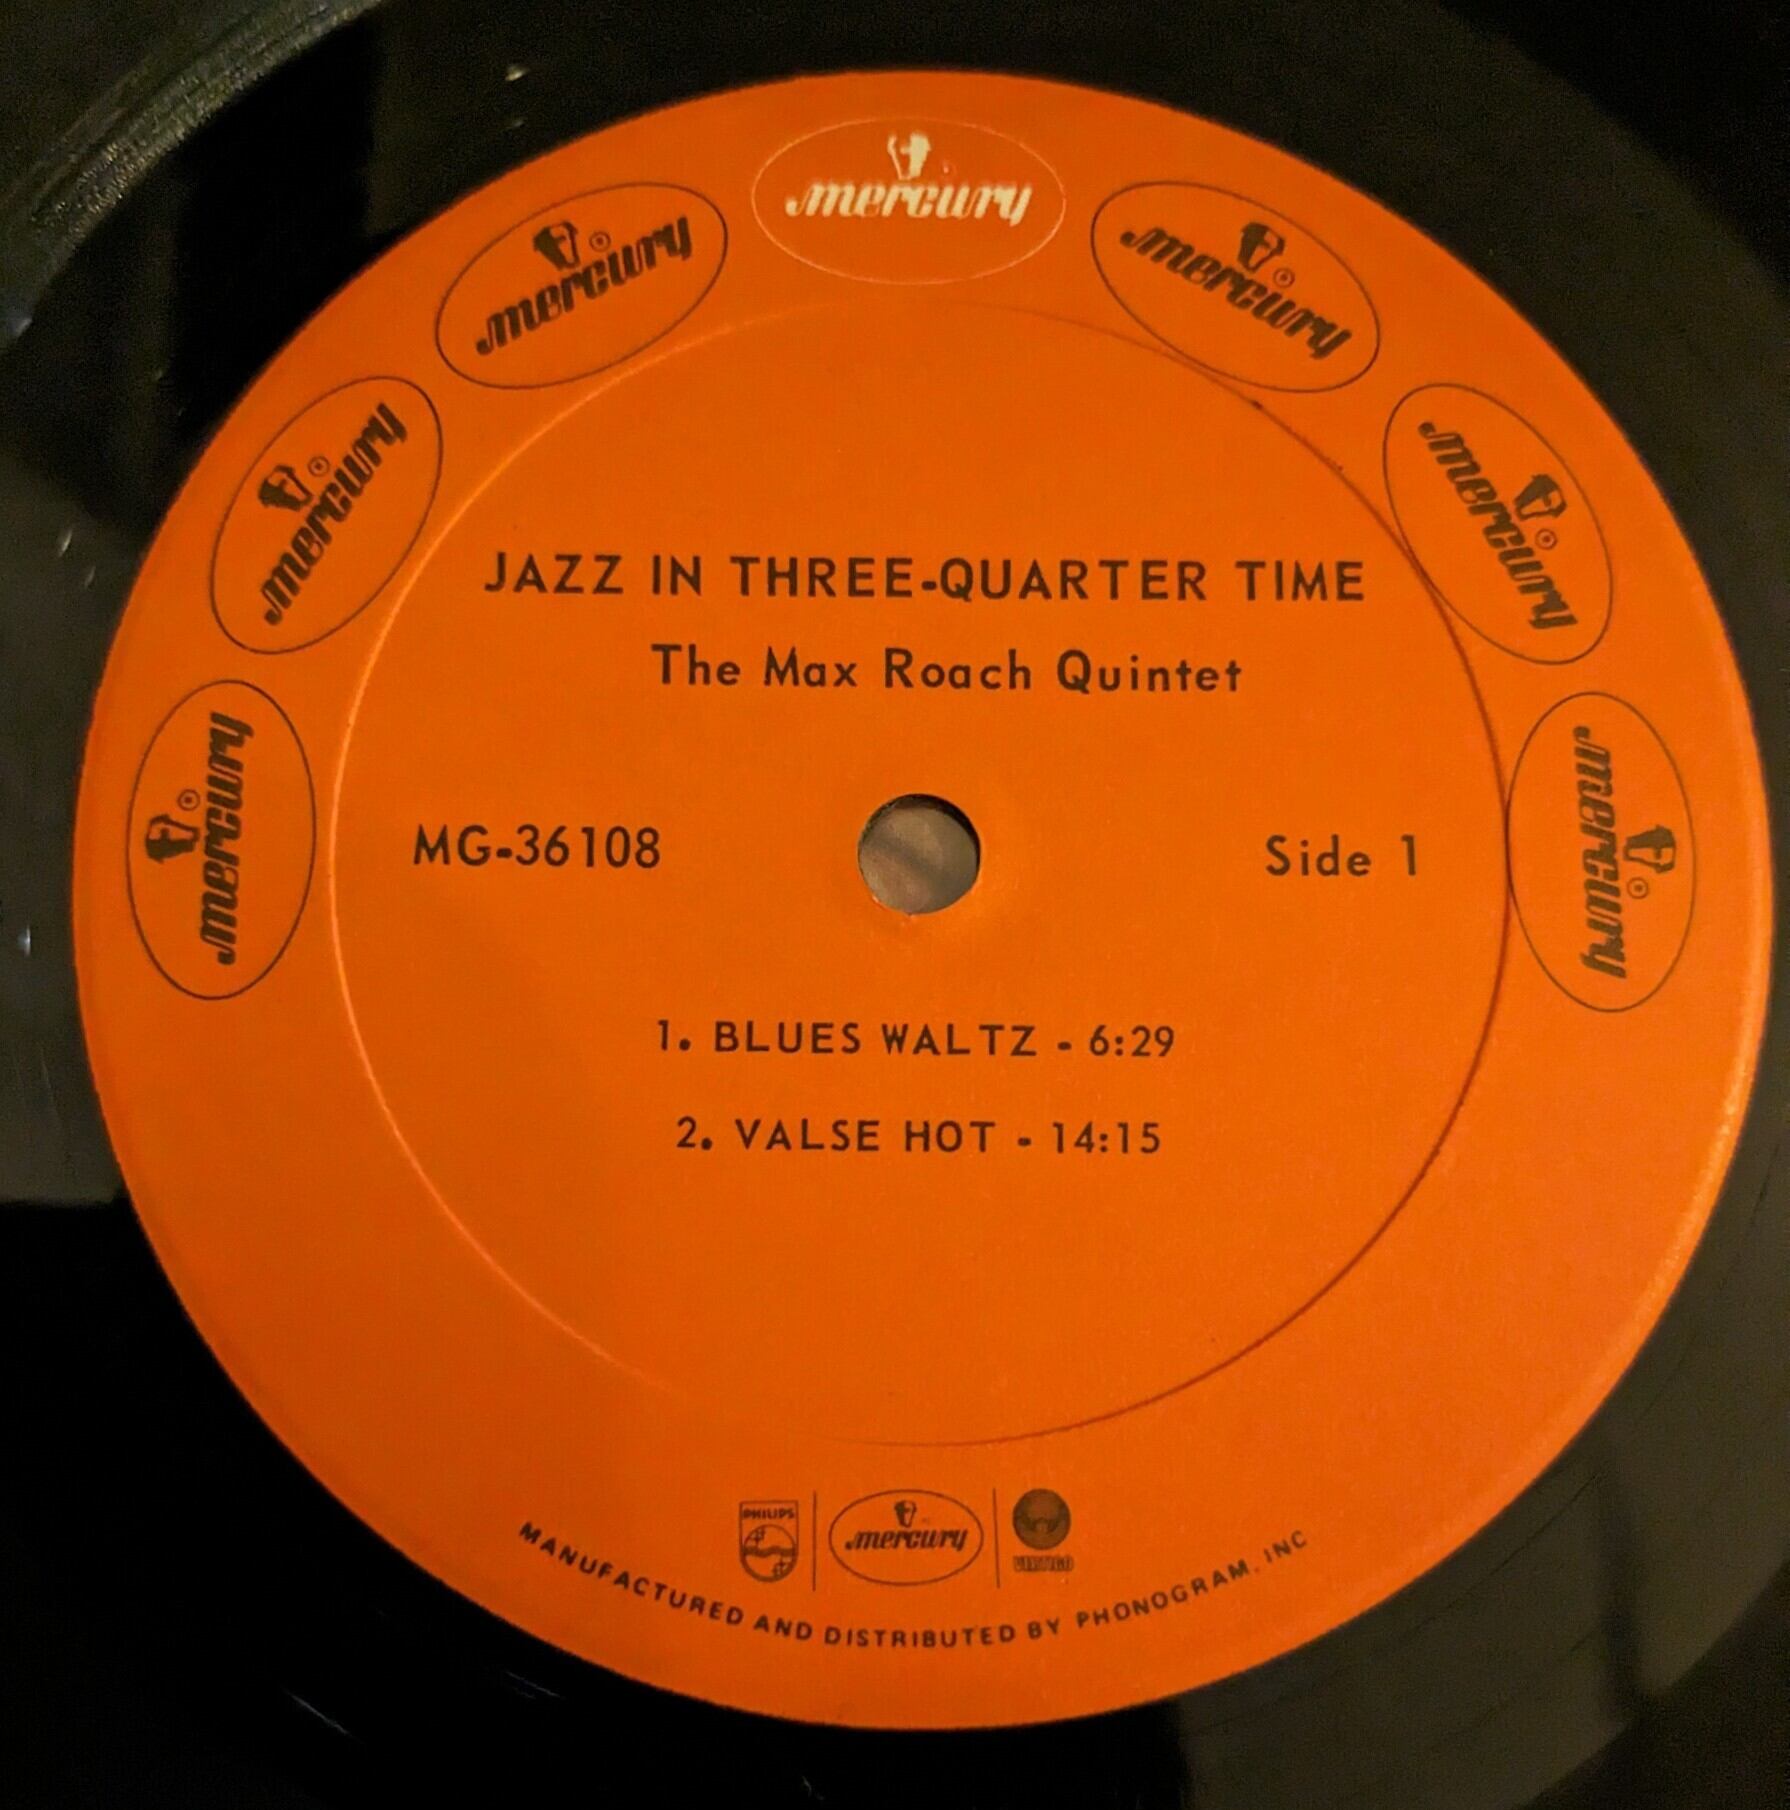 mercury
mercury ®
mercury ®
mercury ®
mercury ®
mercury ®
mercury ®
JAZZ IN THREE-QUARTER TIME
The Max Roach Quintet
MG-36108
Side 1
1. BLUES WALTZ - 6:29
2. VALSE HOT - 14:15
PHILIPS
mercury
VERTIGO
MANUFACTURED AND DISTRIBUTED BY PHONOGRAM, INC